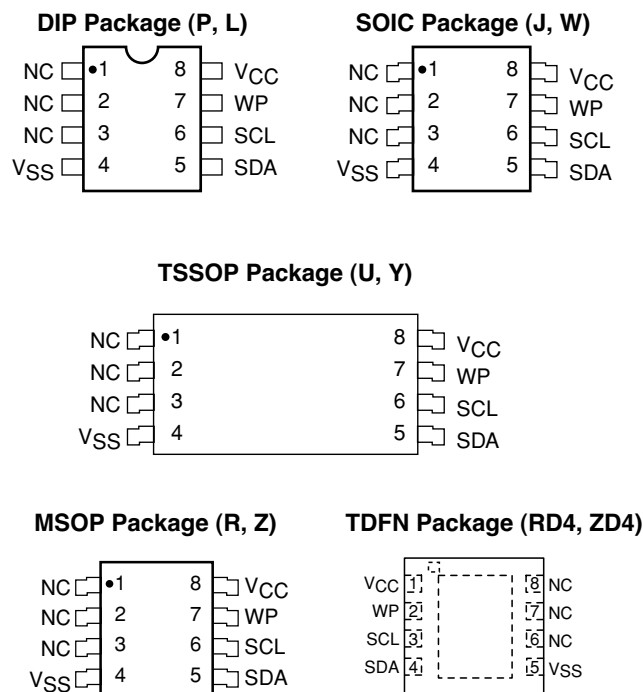 DIP Package (P, L)
NC •1 8 VCC
NC 2 7 WP
NC 3 6 SCL
VSS 4 5 SDA
SOIC Package (J, W)
NC •1 8 VCC
NC 2 7 WP
NC 3 6 SCL
VSS 4 5 SDA
TSSOP Package (U, Y)
NC •1 8 VCC
NC 2 7 WP
NC 3 6 SCL
VSS 4 5 SDA
MSOP Package (R, Z)
NC •1 8 VCC
NC 2 7 WP
NC 3 6 SCL
VSS 4 5 SDA
TDFN Package (RD4, ZD4)
VCC 1 8 NC
WP 2 7 NC
SCL 3 6 NC
SDA 4 5 VSS